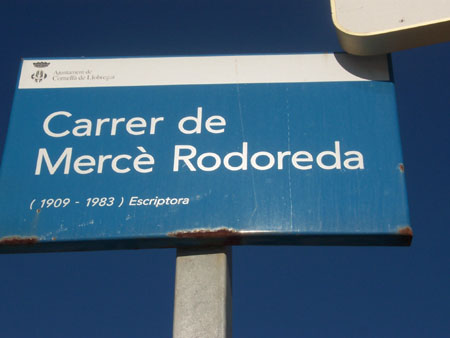 Ajuntament de
Cornellà de Llobregat
Carrer de
Mercè Rodoreda
( 1909 - 1983 ) Escriptora